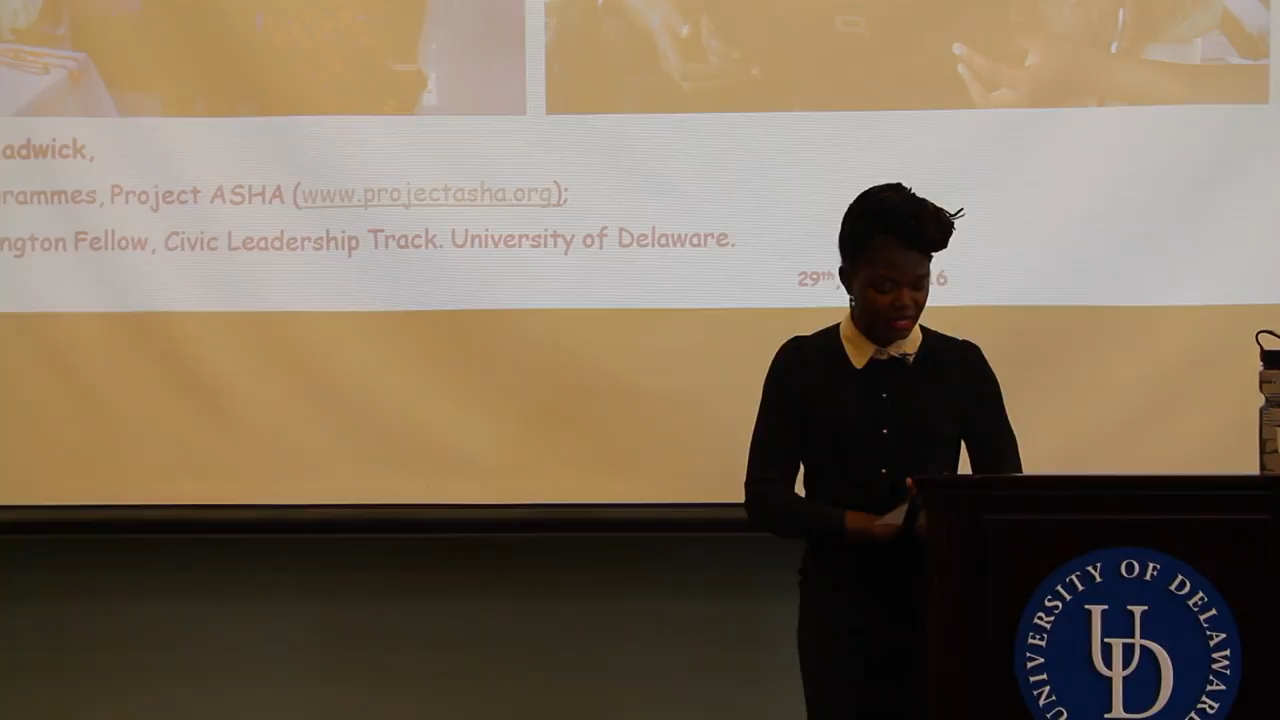 adwick,
rammes, Project ASHA (www.projectasha.org);
ngton Fellow, Civic Leadership Track. University of Delaware.
29th, 6
UNIVERSITY OF DELAWARE
UD